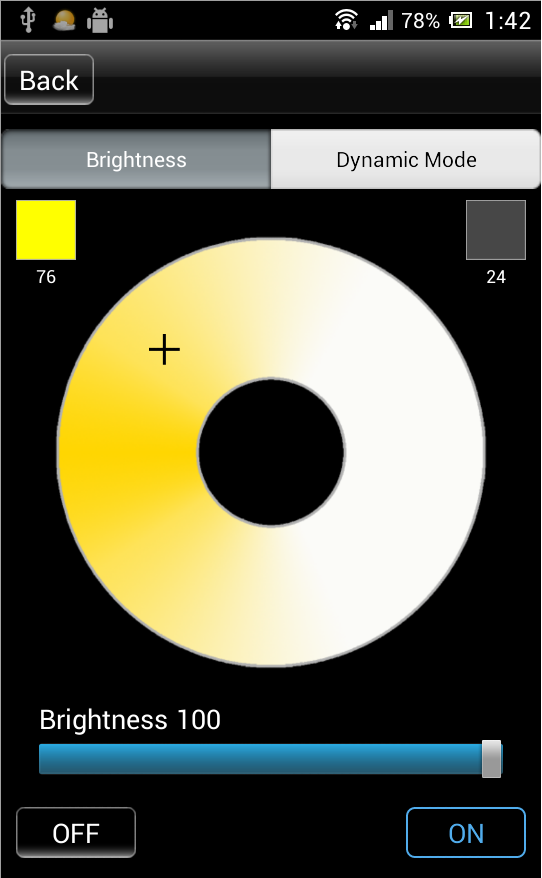 78% 1:42
Back
Brightness Dynamic Mode
76 24
Brightness 100
OFF ON